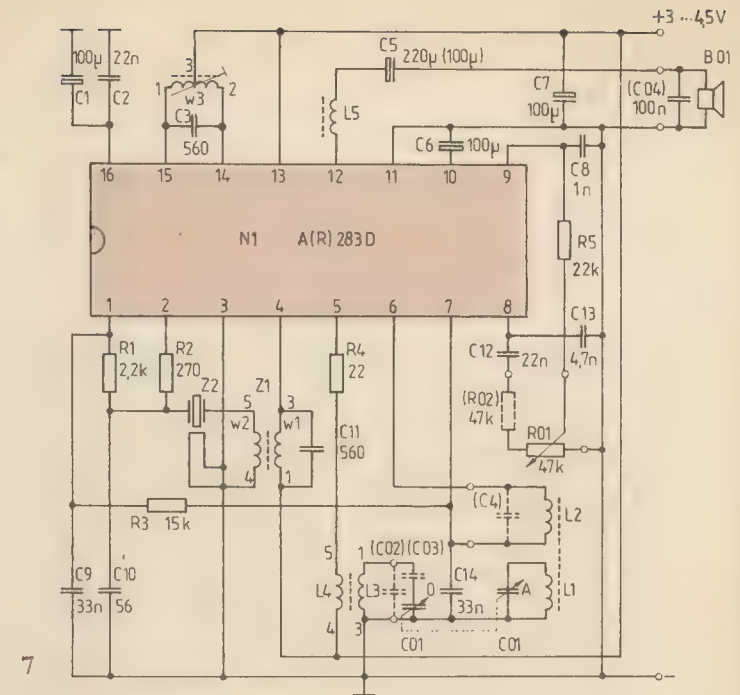 +3 ...4,5V
100µ 22n 3 C5 220µ (100µ) B01
1 2 C7 (C04)
C1 C2 w3 C3 L5 100µ 100n
560 C6 100µ C8
16 15 14 13 12 11 10 9 1n
N1 A(R) 283 D R5
22k
1 2 3 4 5 6 7 8 C13
R1 R2 R4 C12 22n 4,7n
2,2k 270 Z2 Z1 22 (R02)
5 3 47k R01
w2 w1 C11
4 1 560 47k
R3 15k (C4) L2
C9 C10 5 1 (C02) (C03) C14
33n 56 L4 L3 O 33n A L1
4 3 C01 C01
7